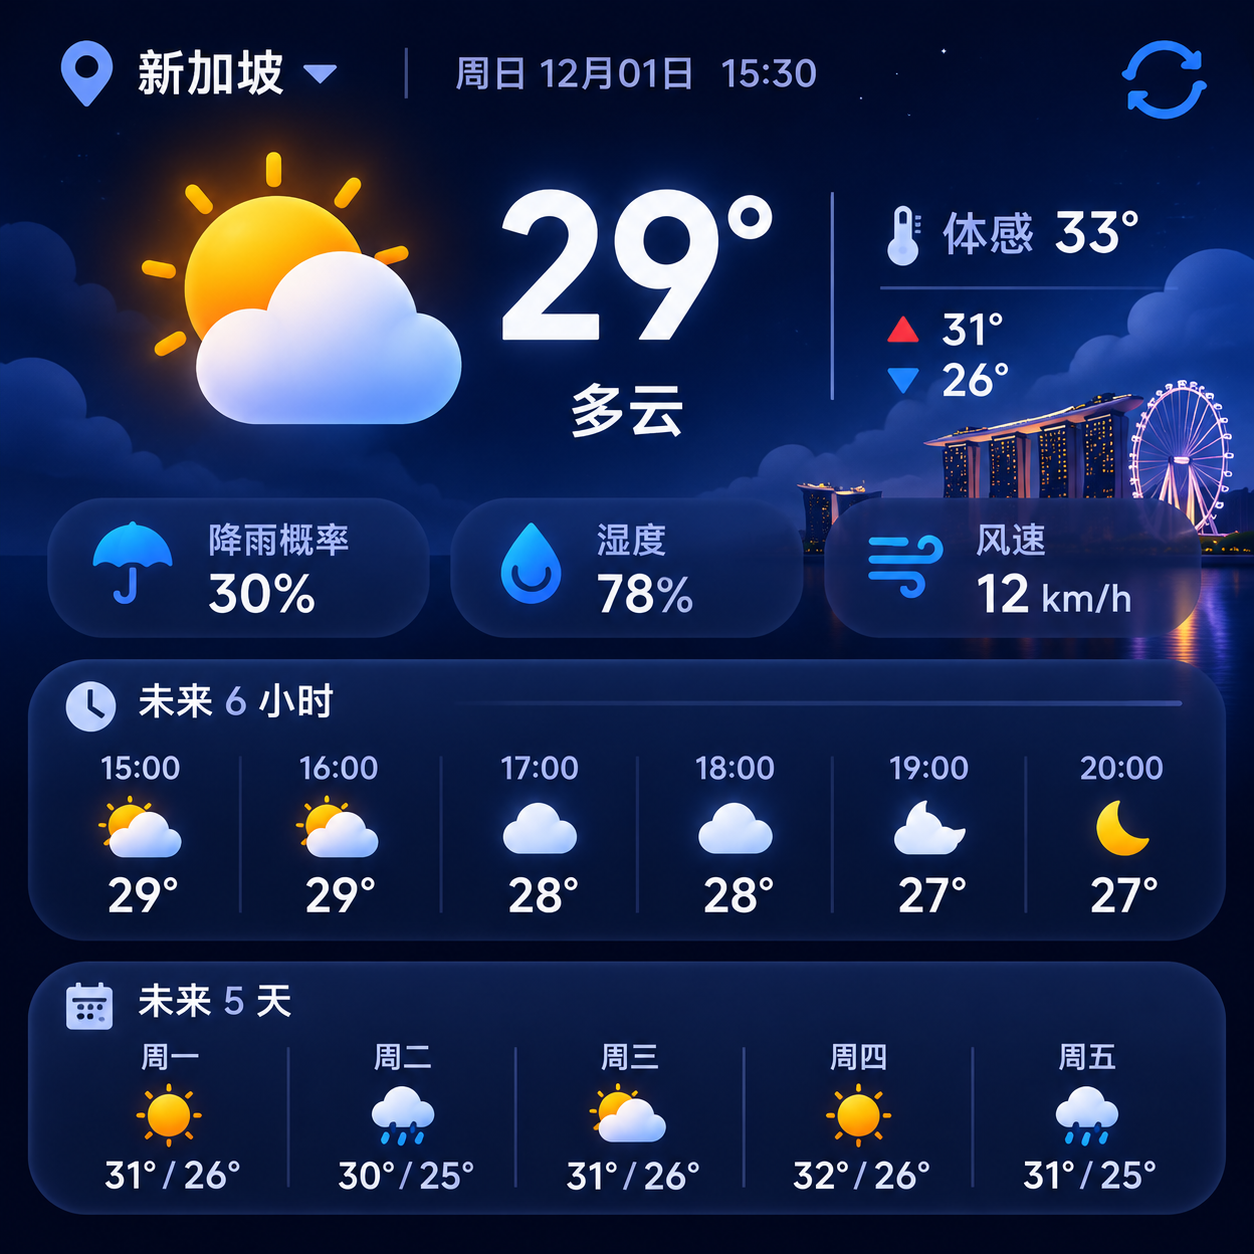 新加坡
周日 12月01日 15:30
29°
多云
体感 33°
31°
26°
降雨概率
30%
湿度
78%
风速
12 km/h
未来 6 小时
15:00 16:00 17:00 18:00 19:00 20:00
29° 29° 28° 28° 27° 27°
未来 5 天
周一 周二 周三 周四 周五
31° / 26° 30° / 25° 31° / 26° 32° / 26° 31° / 25°